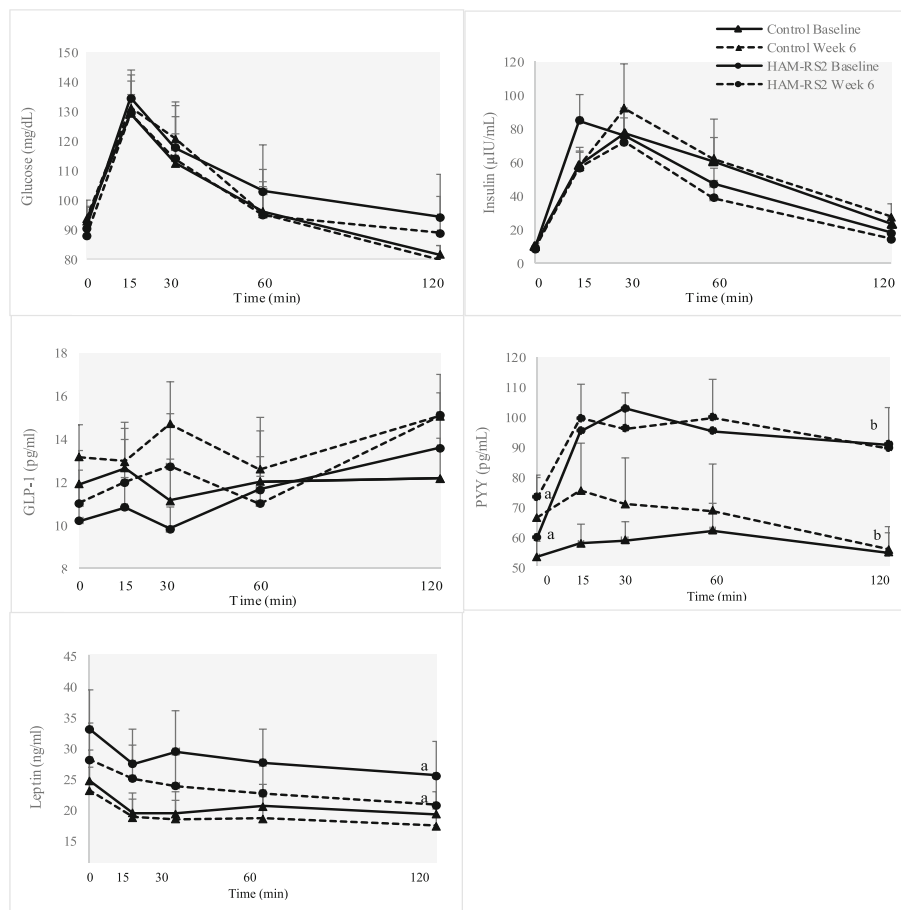 150
140
130
120
110
100
90
80
Glucose (mg/dL)
0 15 30 60 120
Time (min)
Control Baseline
Control Week 6
HAM-RS2 Baseline
HAM-RS2 Week 6
120
100
80
60
40
20
0
Insulin (µIU/mL)
0 15 30 60 120
Time (min)
18
16
14
12
10
8
GLP-1 (pg/ml)
0 15 30 60 120
Time (min)
120
110
100
90
80
70
60
50
PYY (pg/mL)
a
a
b
b
0 15 30 60 120
Time (min)
45
40
35
30
25
20
15
Leptin (ng/ml)
a
a
0 15 30 60 120
Time (min)